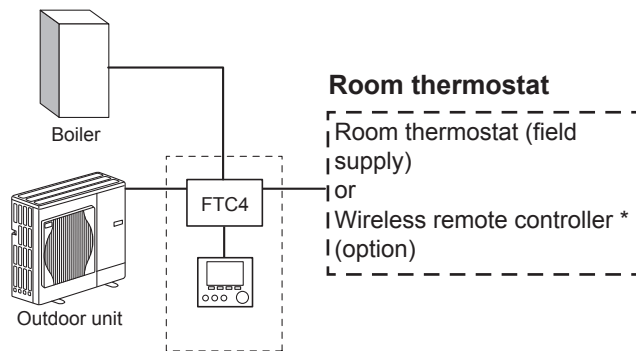 Boiler
Outdoor unit
FTC4
Room thermostat
Room thermostat (field
supply)
or
Wireless remote controller *
(option)